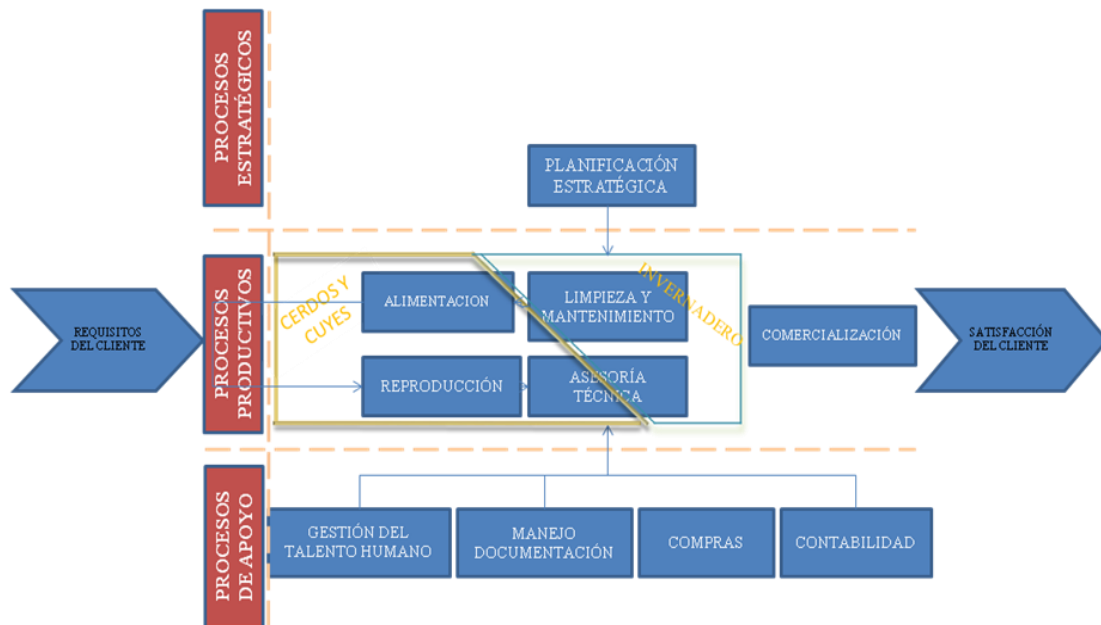 PROCESOS
ESTRATÉGICOS
PLANIFICACIÓN
ESTRATÉGICA
REQUISITOS
DEL CLIENTE
PROCESOS
PRODUCTIVOS
CERDOS Y
CUYES
ALIMENTACION
LIMPIEZA Y
MANTENIMIENTO
INVERNADERO
REPRODUCCIÓN
ASESORÍA
TÉCNICA
COMERCIALIZACIÓN
SATISFACCIÓN
DEL CLIENTE
PROCESOS
DE APOYO
GESTIÓN DEL
TALENTO HUMANO
MANEJO
DOCUMENTACIÓN
COMPRAS
CONTABILIDAD